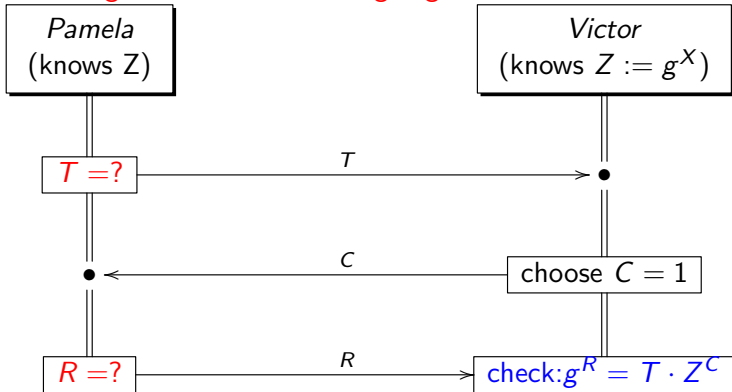 Pamela
(knows Z)
Victor
(knows Z := g^X)
T =?
T
C
choose C = 1
R =?
R
check:g^R = T · Z^C